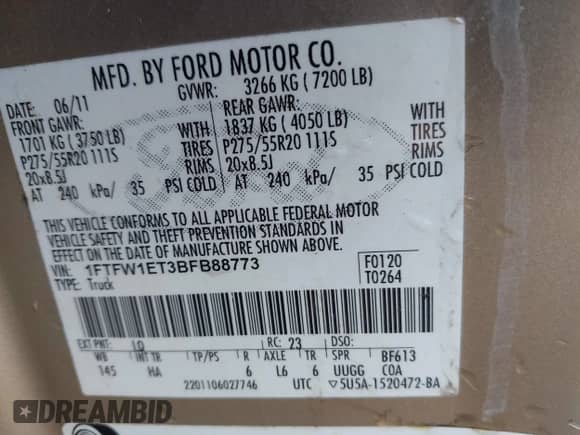 MFD. BY FORD MOTOR CO.
DATE: 06/11
GVWR: 3266 KG ( 7200 LB)
FRONT GAWR:
1701 KG ( 3750 LB) WITH
P275/55R20 111S TIRES
20x8.5J RIMS
AT 240 kPa/ 35 PSI COLD
REAR GAWR:
1837 KG ( 4050 LB) WITH
P275/55R20 111S TIRES
20x8.5J RIMS
AT 240 kPa/ 35 PSI COLD
THIS VEHICLE CONFORMS TO ALL APPLICABLE FEDERAL MOTOR
VEHICLE SAFETY AND THEFT PREVENTION STANDARDS IN
EFFECT ON THE DATE OF MANUFACTURE SHOWN ABOVE.
VIN: 1FTFW1ET3BFB88773
TYPE: Truck
F0120
T0264
EXT PNT: RC: 23 DSO:
WB INT TR TP/PS R AXLE TR SPR BF613
145 HA 6 L6 6 UUGG COA
2201106027746 UTC ▽5U5A-1520472-BA
DREAMBID